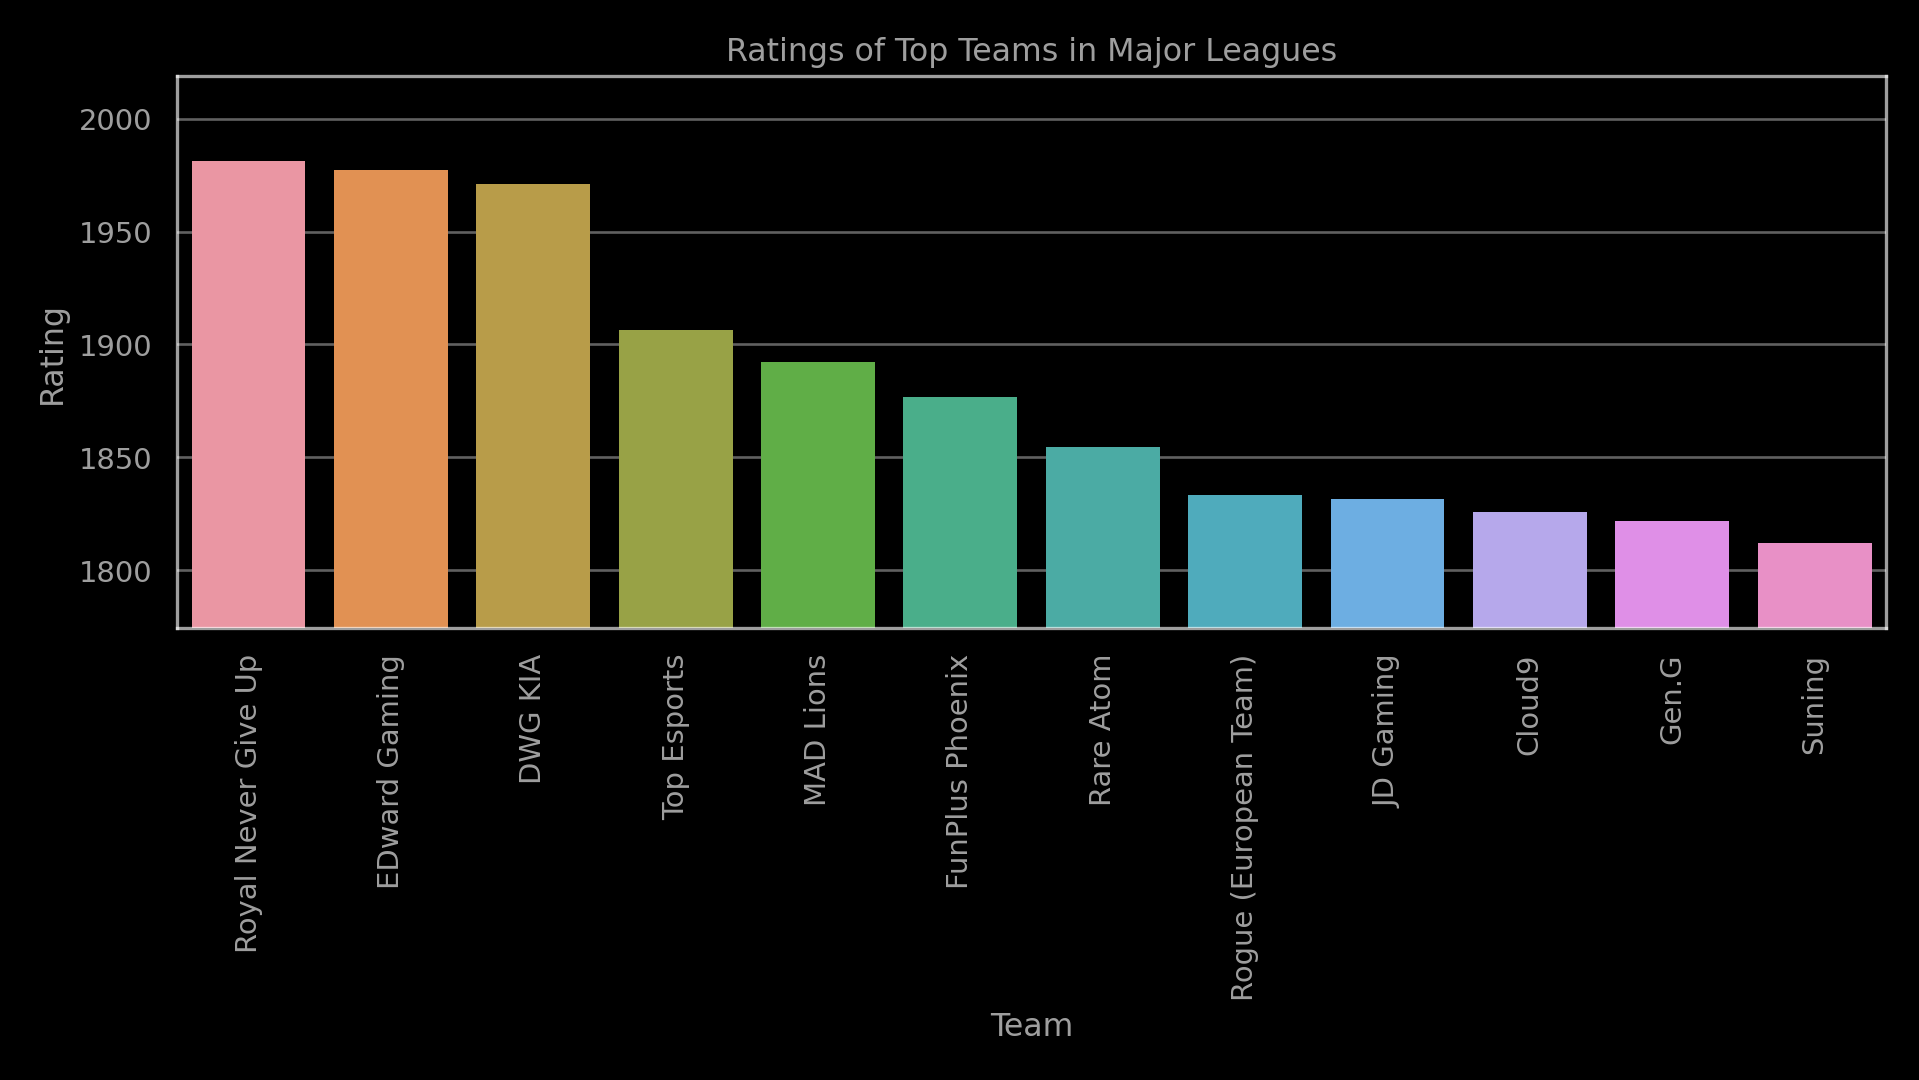 Ratings of Top Teams in Major Leagues
2000
1950
1900
1850
1800
Rating
Royal Never Give Up
EDward Gaming
DWG KIA
Top Esports
MAD Lions
FunPlus Phoenix
Rare Atom
Rogue (European Team)
JD Gaming
Cloud9
Gen.G
Suning
Team